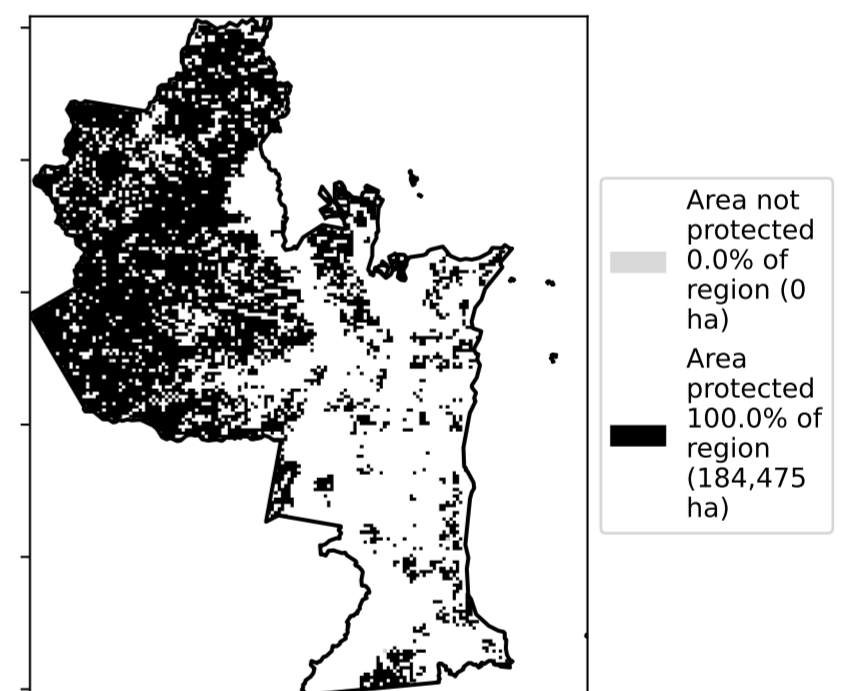 Area not
protected
0.0% of
region (0
ha)
Area
protected
100.0% of
region
(184,475
ha)